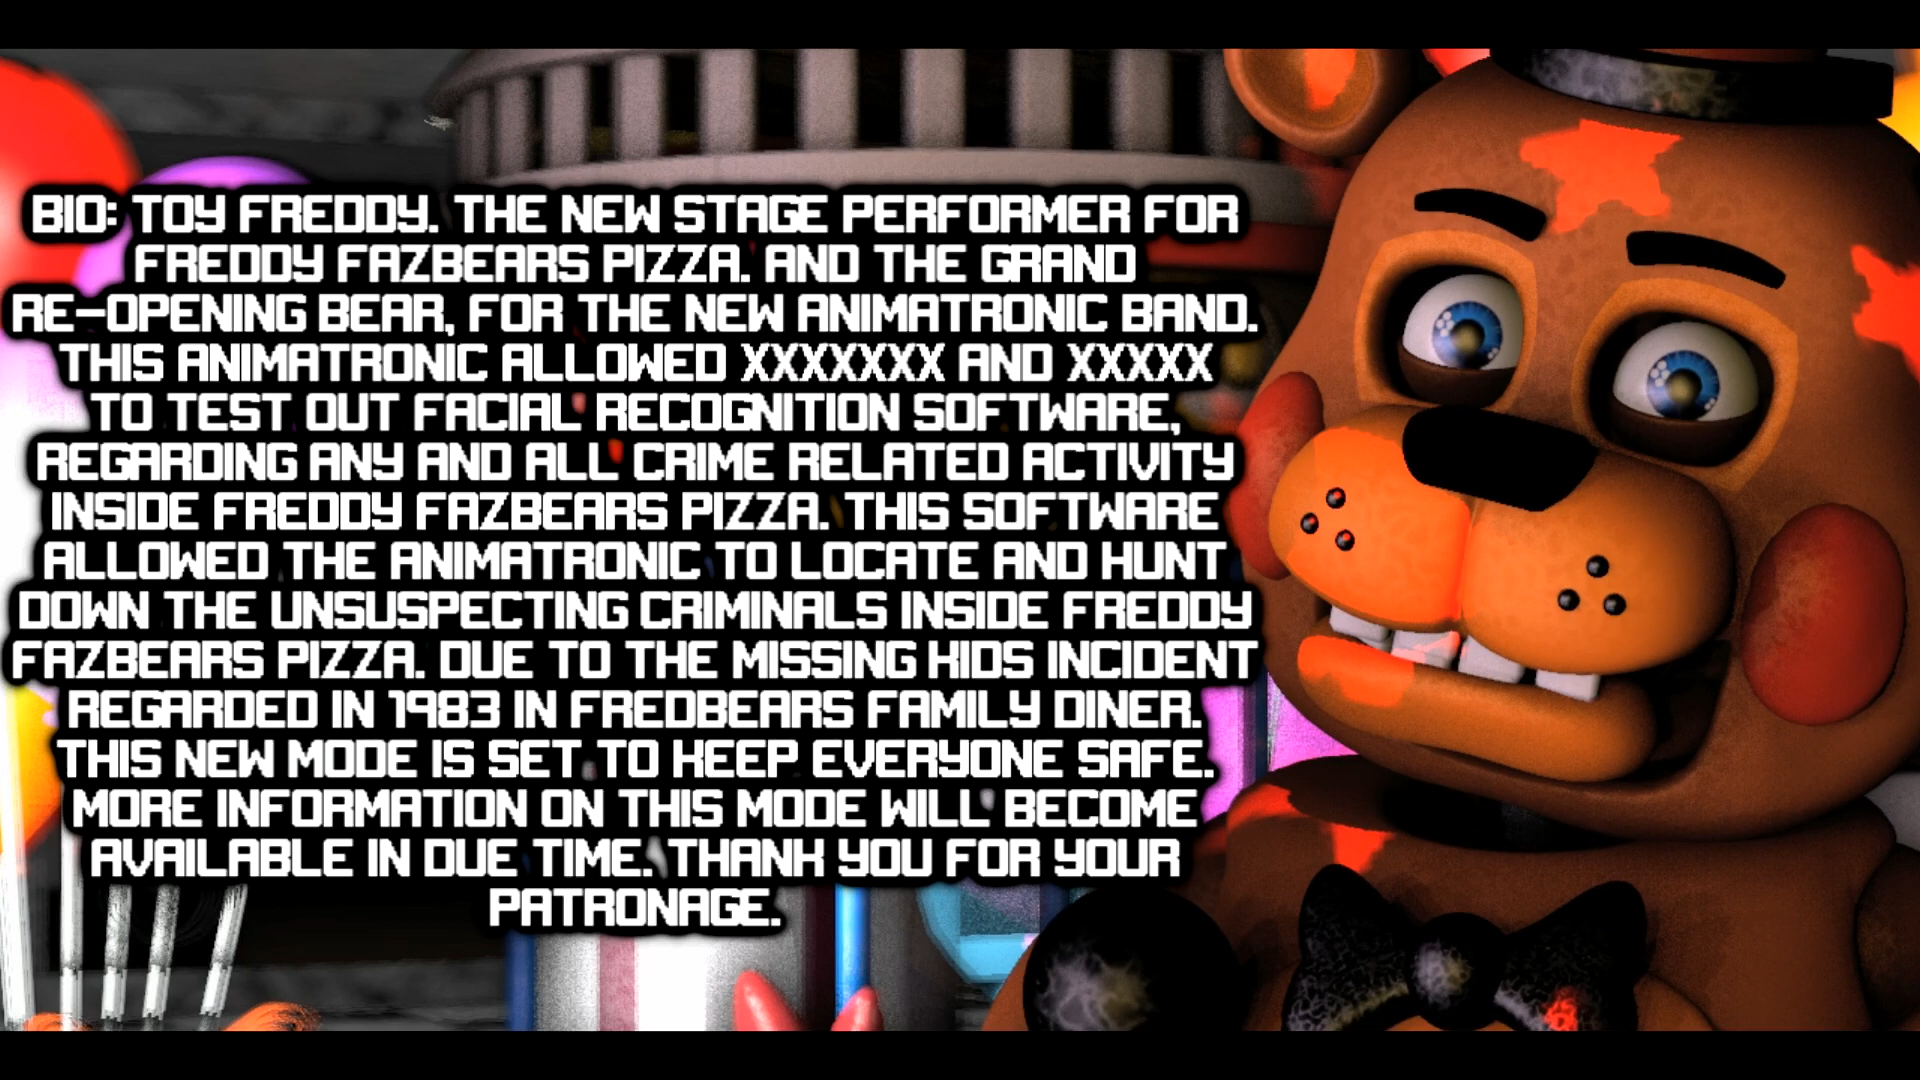 BIO: TOY FREDDY. THE NEW STAGE PERFORMER FOR
FREDDY FAZBEARS PIZZA. AND THE GRAND
RE-OPENING BEAR, FOR THE NEW ANIMATRONIC BAND.
THIS ANIMATRONIC ALLOWED XXXXXXX AND XXXXX
TO TEST OUT FACIAL RECOGNITION SOFTWARE,
REGARDING ANY AND ALL CRIME RELATED ACTIVITY
INSIDE FREDDY FAZBEARS PIZZA. THIS SOFTWARE
ALLOWED THE ANIMATRONIC TO LOCATE AND HUNT
DOWN THE UNSUSPECTING CRIMINALS INSIDE FREDDY
FAZBEARS PIZZA. DUE TO THE MISSING KIDS INCIDENT
REGARDED IN 1983 IN FREDBEARS FAMILY DINER.
THIS NEW MODE IS SET TO KEEP EVERYONE SAFE.
MORE INFORMATION ON THIS MODE WILL BECOME
AVAILABLE IN DUE TIME. THANK YOU FOR YOUR
PATRONAGE.